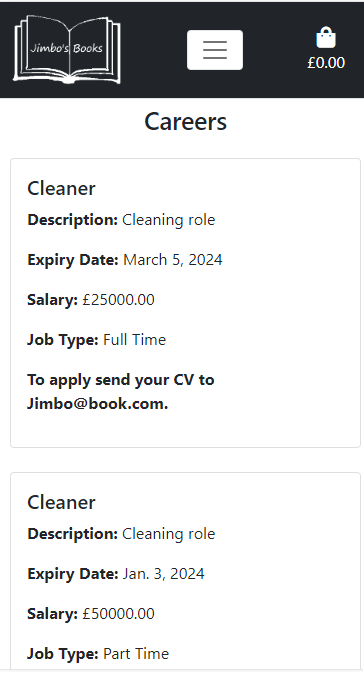 Jimbo's Books
£0.00
Careers
Cleaner
Description: Cleaning role
Expiry Date: March 5, 2024
Salary: £25000.00
Job Type: Full Time
To apply send your CV to
Jimbo@book.com.
Cleaner
Description: Cleaning role
Expiry Date: Jan. 3, 2024
Salary: £50000.00
Job Type: Part Time